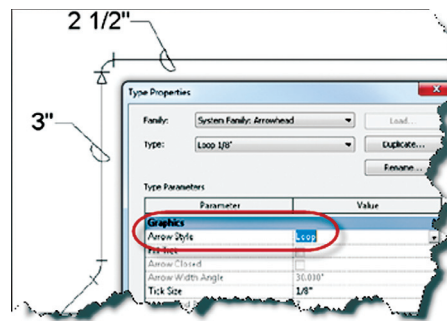 2 1/2"
3"
Type Properties
Family: System Family: Arrowhead Load...
Type: Loop 1/8" Duplicate...
Rename...
Type Parameters
Parameter Value
Graphics
Arrow Style Loop
Arrow Closed
Arrow Width Angle 30.000°
Tick Size 1/8"